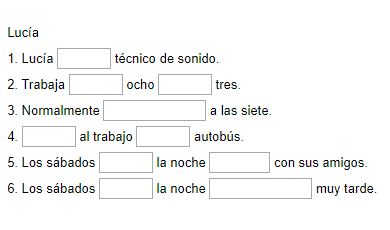 Lucía
1. Lucía técnico de sonido.
2. Trabaja ocho tres.
3. Normalmente a las siete.
4. al trabajo autobús.
5. Los sábados la noche con sus amigos.
6. Los sábados la noche muy tarde.